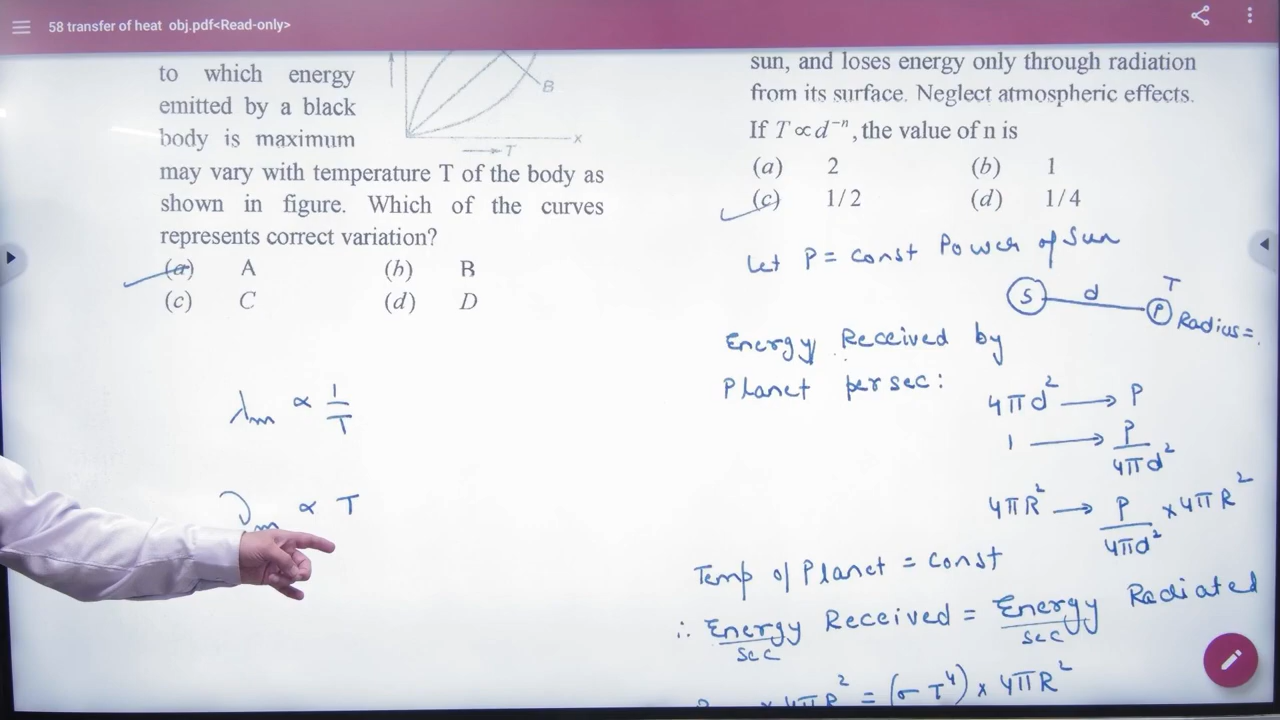 58 transfer of heat obj.pdf<Read-only>
to which energy
emitted by a black
body is maximum
may vary with temperature T of the body as
shown in figure. Which of the curves
represents correct variation?
(a) A (b) B
(c) C (d) D
B
x
T
λm ∝ 1/T
νm ∝ T
sun, and loses energy only through radiation
from its surface. Neglect atmospheric effects.
If T ∝ d⁻ⁿ, the value of n is
(a) 2 (b) 1
(c) 1/2 (d) 1/4
Let P = Const Power of Sun
S d P T Radius =
Energy Received by
Planet per sec:
4πd² → P
1 → P/4πd²
4πR² → P/4πd² × 4πR²
Temp of Planet = Const
∴ Energy/sec Received = Energy/sec Radiated
× 4πR² = (σT⁴) × 4πR²